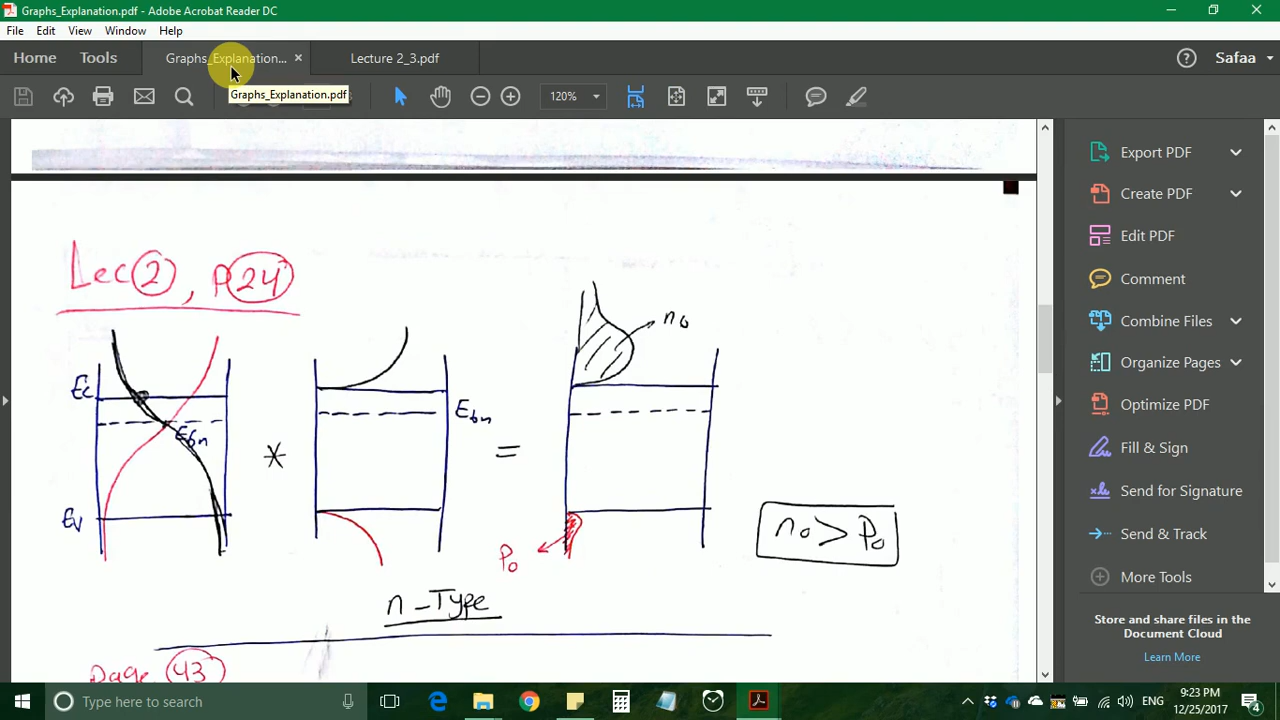 Graphs_Explanation.pdf - Adobe Acrobat Reader DC
File Edit View Window Help
Home Tools Graphs_Explanation... × Lecture 2_3.pdf Safaa
Graphs_Explanation.pdf
120%
Lec 2, P 24
n₀
Ec
Efn
Efn
*
=
Ev
P₀
n₀ > P₀
n-Type
Page 43
Export PDF
Create PDF
Edit PDF
Comment
Combine Files
Organize Pages
Optimize PDF
Fill & Sign
Send for Signature
Send & Track
More Tools
Store and share files in the
Document Cloud
Learn More
Type here to search
ENG
9:23 PM
12/25/2017
4